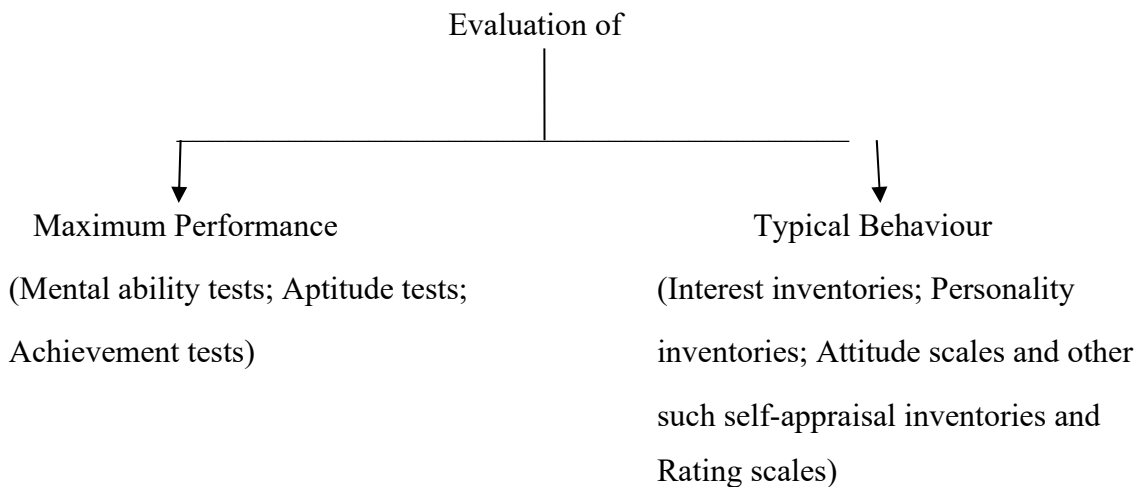 Evaluation of
Maximum Performance
(Mental ability tests; Aptitude tests;
Achievement tests)
Typical Behaviour
(Interest inventories; Personality
inventories; Attitude scales and other
such self-appraisal inventories and
Rating scales)